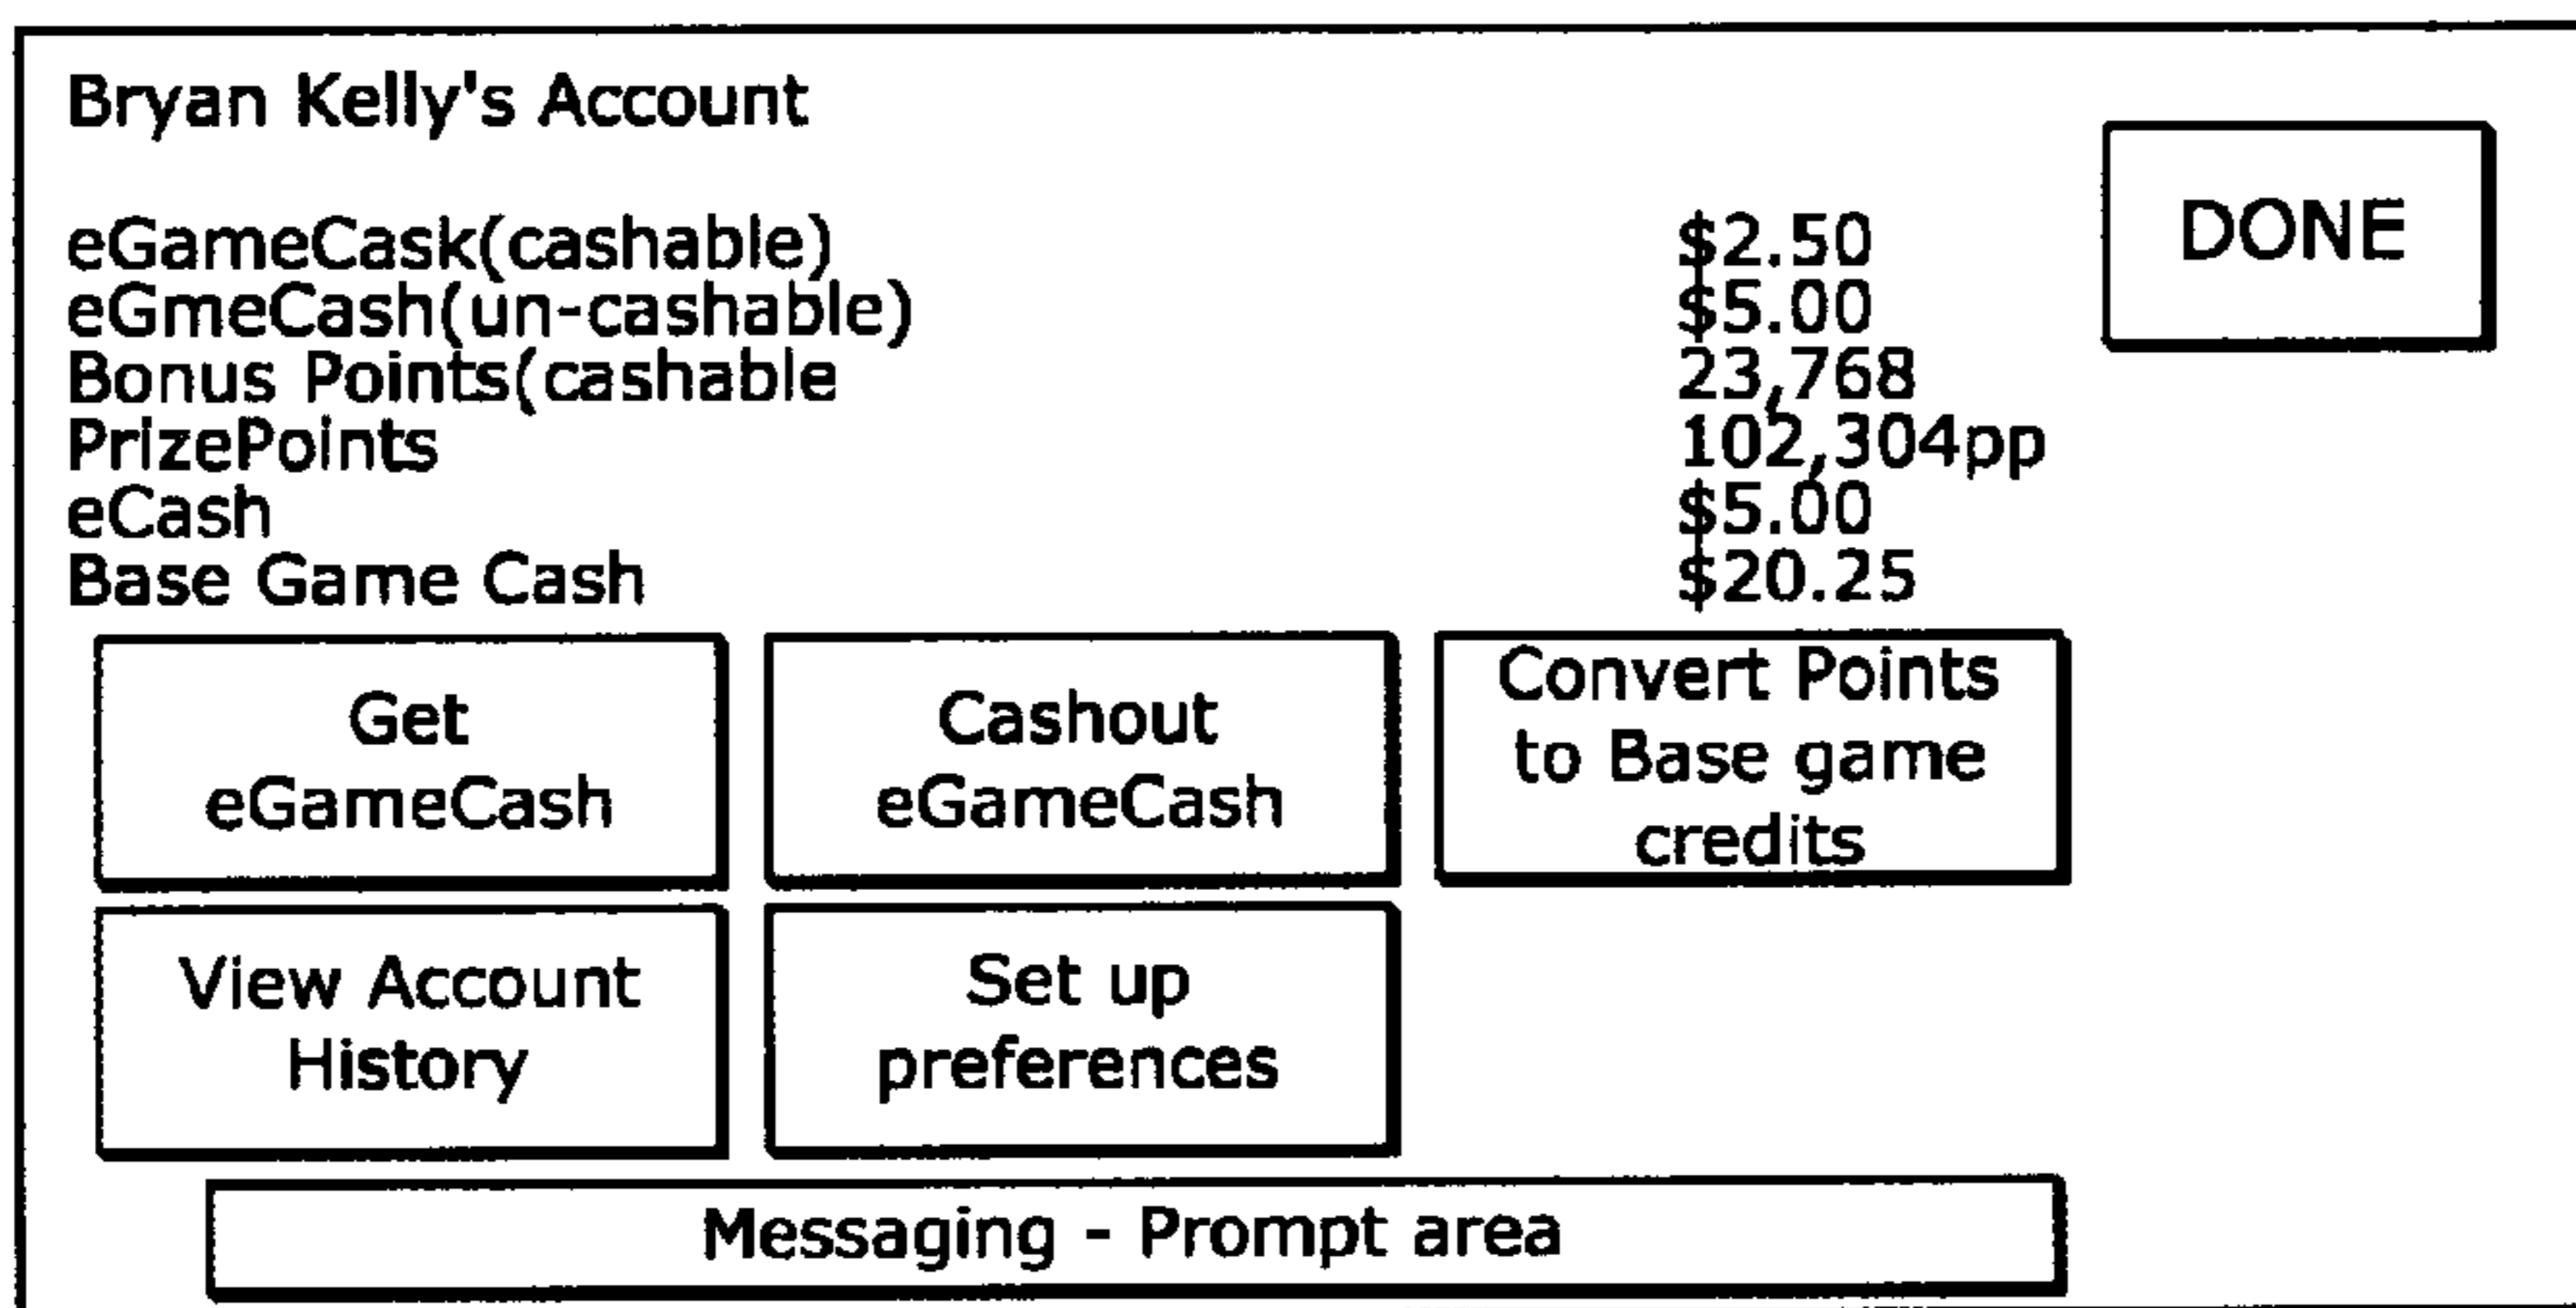 Bryan Kelly's Account
DONE
eGameCask(cashable) $2.50
eGmeCash(un-cashable) $5.00
Bonus Points(cashable 23,768
PrizePoints 102,304pp
eCash $5.00
Base Game Cash $20.25
Get
eGameCash
Cashout
eGameCash
Convert Points
to Base game
credits
View Account
History
Set up
preferences
Messaging - Prompt area